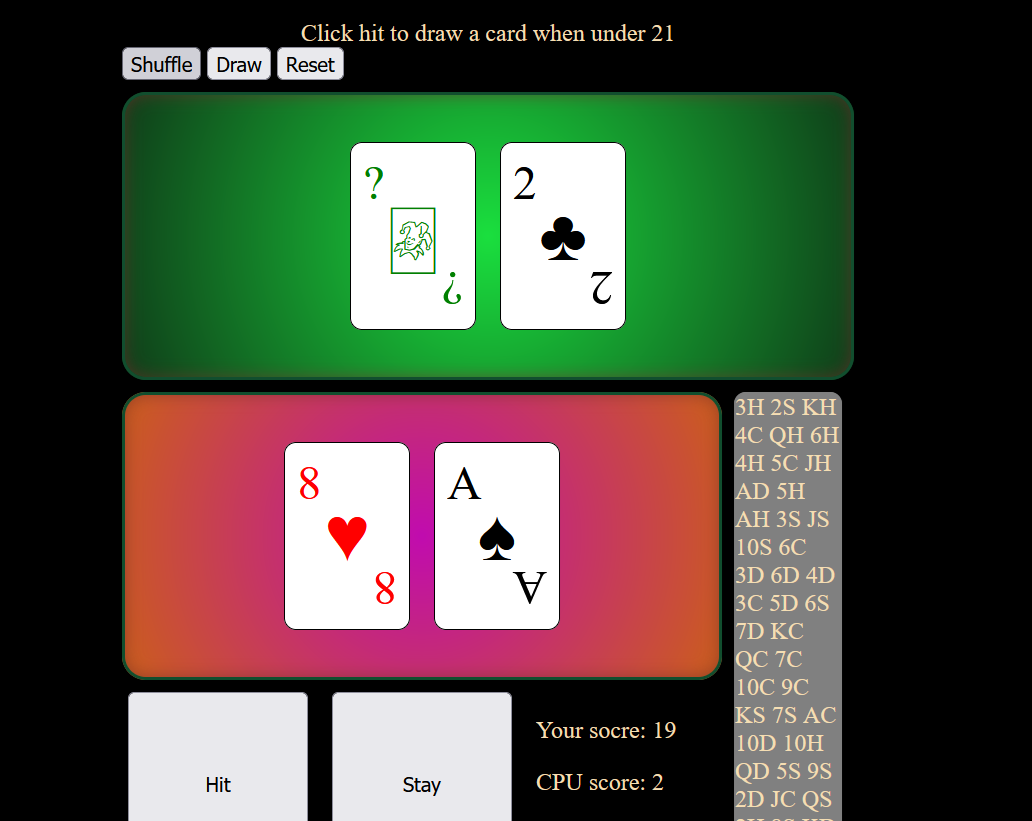 Click hit to draw a card when under 21
Shuffle Draw Reset
? 2
♣
? 2
8 A
♥ ♠
8 A
3H 2S KH
4C QH 6H
4H 5C JH
AD 5H
AH 3S JS
10S 6C
3D 6D 4D
3C 5D 6S
7D KC
QC 7C
10C 9C
KS 7S AC
10D 10H
QD 5S 9S
2D JC QS
Hit Stay
Your socre: 19
CPU score: 2